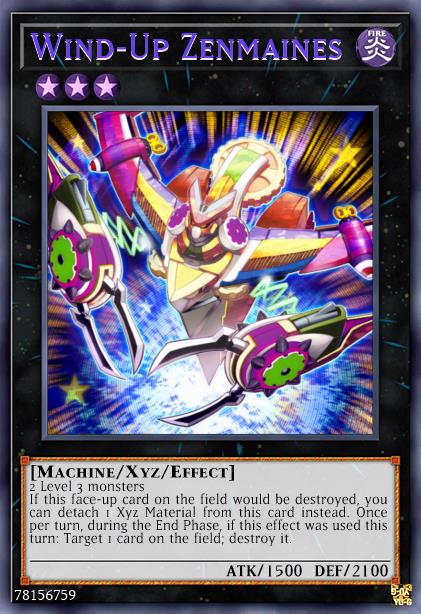 WIND-UP ZENMAINES
FIRE
炎
[MACHINE/XYZ/EFFECT]
2 Level 3 monsters
If this face-up card on the field would be destroyed, you
can detach 1 Xyz Material from this card instead. Once
per turn, during the End Phase, if this effect was used this
turn: Target 1 card on the field; destroy it.
ATK/1500 DEF/2100
78156759